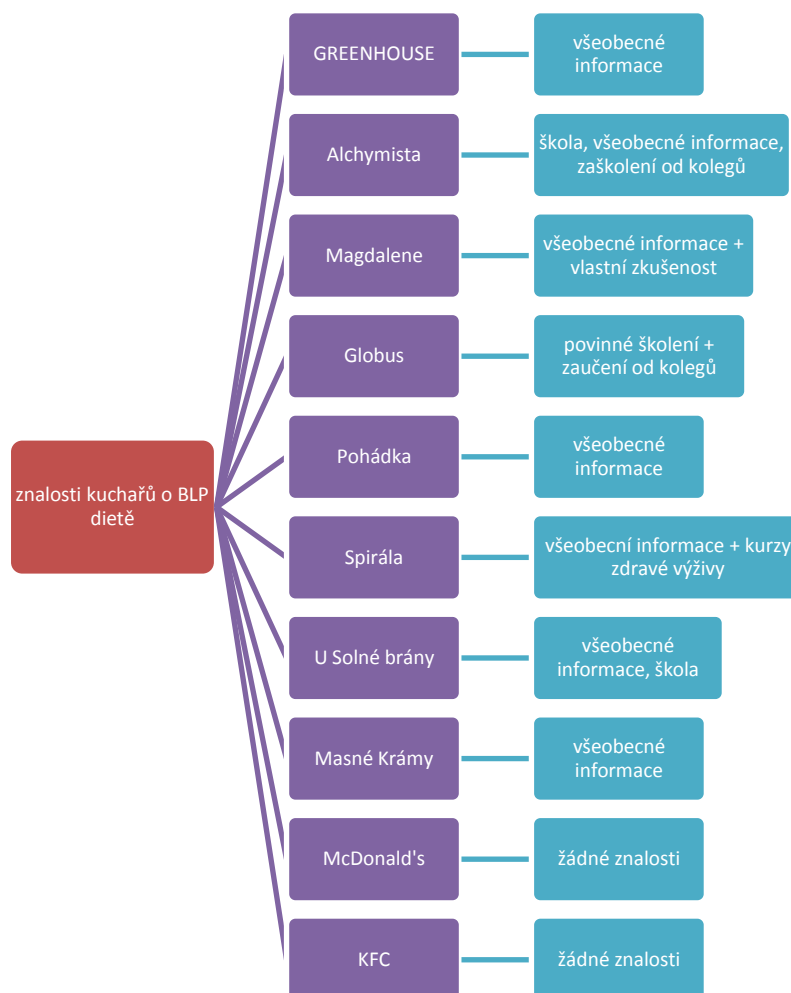 znalosti kuchařů o BLP
dietě
GREENHOUSE
všeobecné
informace
Alchymista
škola, všeobecné informace,
zaškolení od kolegů
Magdalene
všeobecné informace +
vlastní zkušenost
Globus
povinné školení +
zaučení od kolegů
Pohádka
všeobecné
informace
Spirála
všeobecní informace + kurzy
zdravé výživy
U Solné brány
všeobecné
informace, škola
Masné Krámy
všeobecné
informace
McDonald's
žádné znalosti
KFC
žádné znalosti